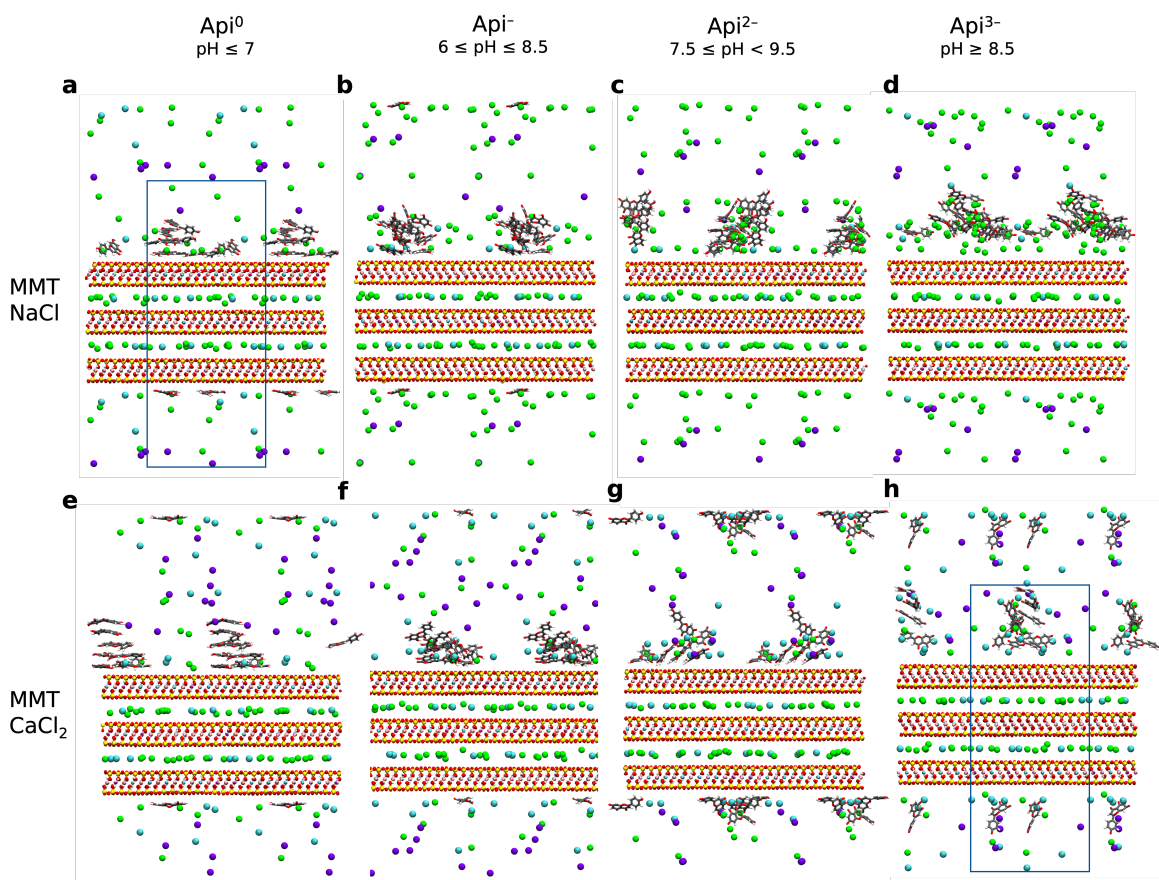 Api⁰
pH ≤ 7
Api⁻
6 ≤ pH ≤ 8.5
Api²⁻
7.5 ≤ pH < 9.5
Api³⁻
pH ≥ 8.5
a
b
c
d
MMT
NaCl
e
f
g
h
MMT
CaCl₂